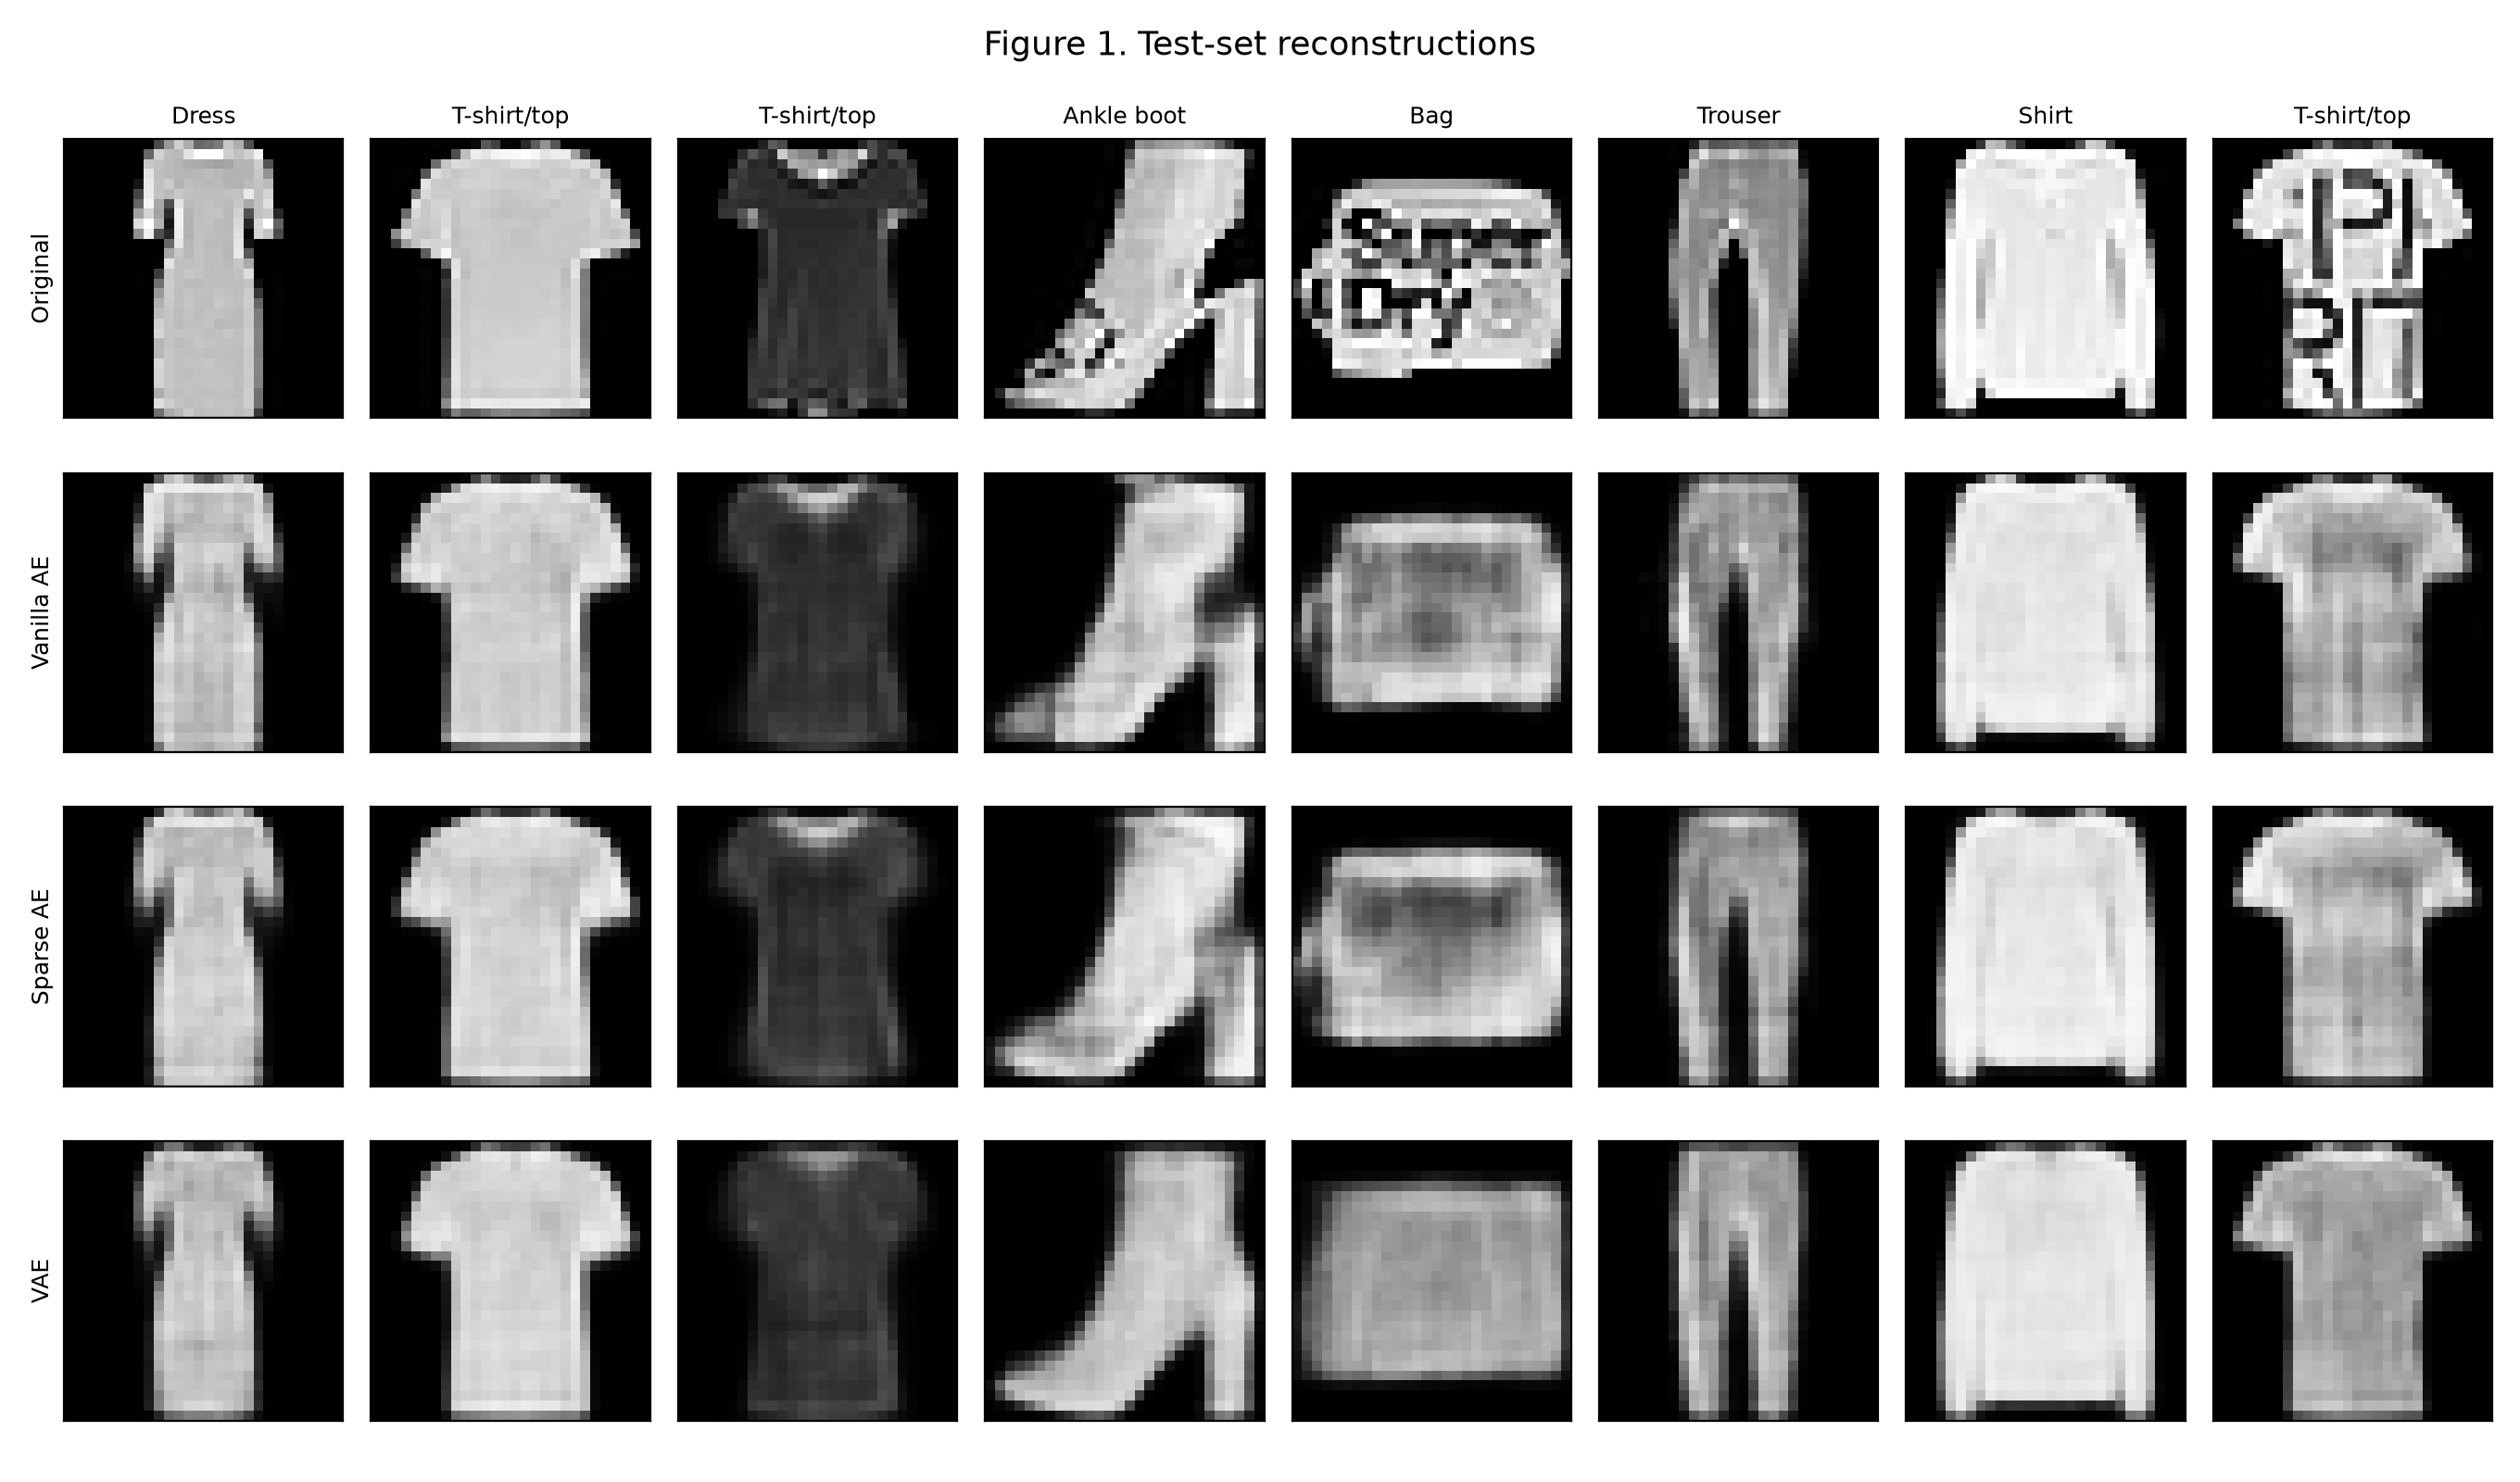 Figure 1. Test-set reconstructions
Dress T-shirt/top T-shirt/top Ankle boot Bag Trouser Shirt T-shirt/top
Original
Dry
Vanilla AE
Sparse AE
VAE